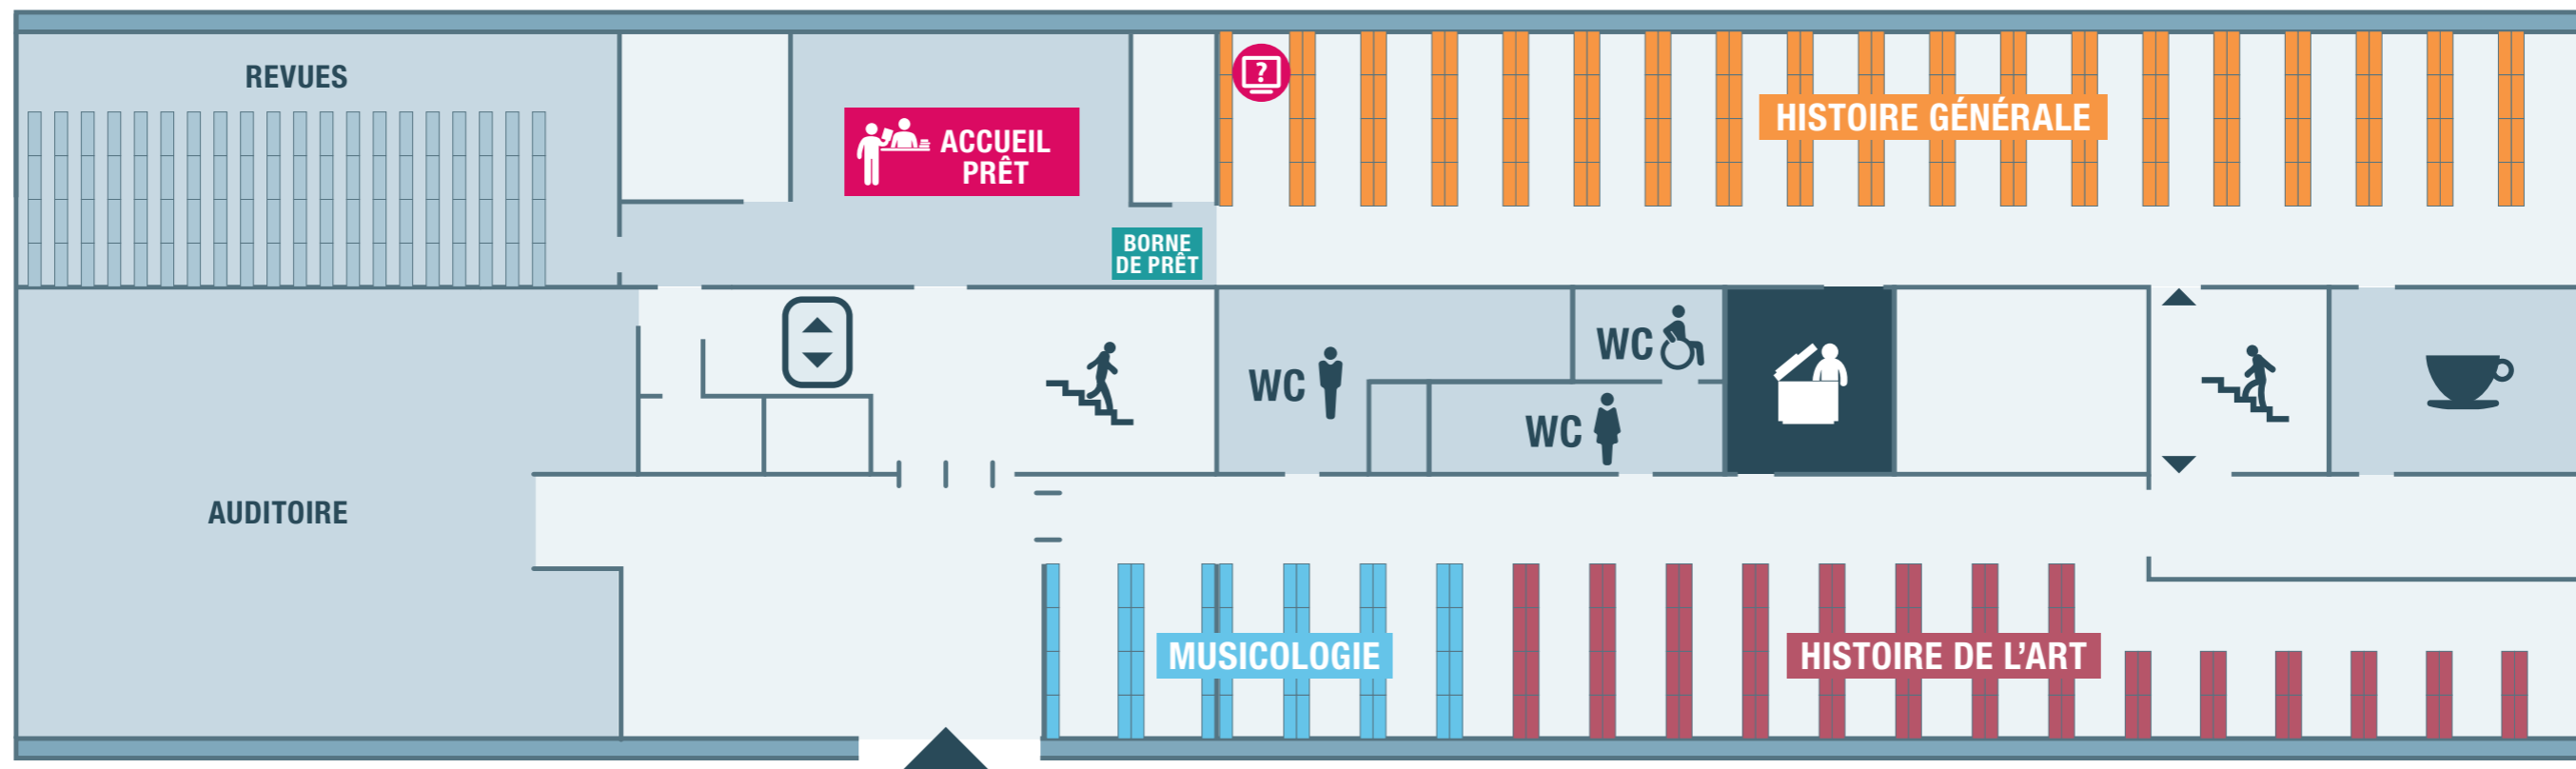 REVUES
ACCUEIL
PRÊT
?
HISTOIRE GÉNÉRALE
BORNE
DE PRÊT
WC
WC
WC
AUDITOIRE
MUSICOLOGIE
HISTOIRE DE L'ART